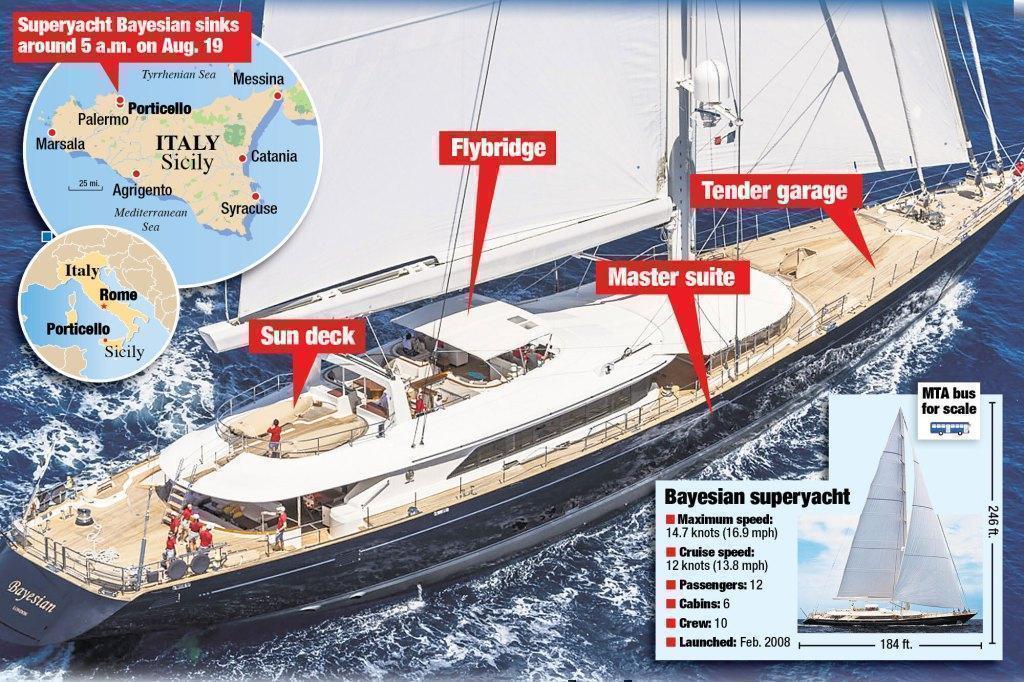 Superyacht Bayesian sinks
around 5 a.m. on Aug. 19
Tyrrhenian Sea
Messina
Porticello
Palermo
Marsala
ITALY
Sicily
Catania
25 mi.
Agrigento
Syracuse
Mediterranean
Sea
Italy
Rome
Porticello
Sicily
Flybridge
Tender garage
Master suite
Sun deck
Bayesian
LONDON
MTA bus
for scale
Bayesian superyacht
Maximum speed:
14.7 knots (16.9 mph)
Cruise speed:
12 knots (13.8 mph)
Passengers: 12
Cabins: 6
Crew: 10
Launched: Feb. 2008
246 ft.
184 ft.